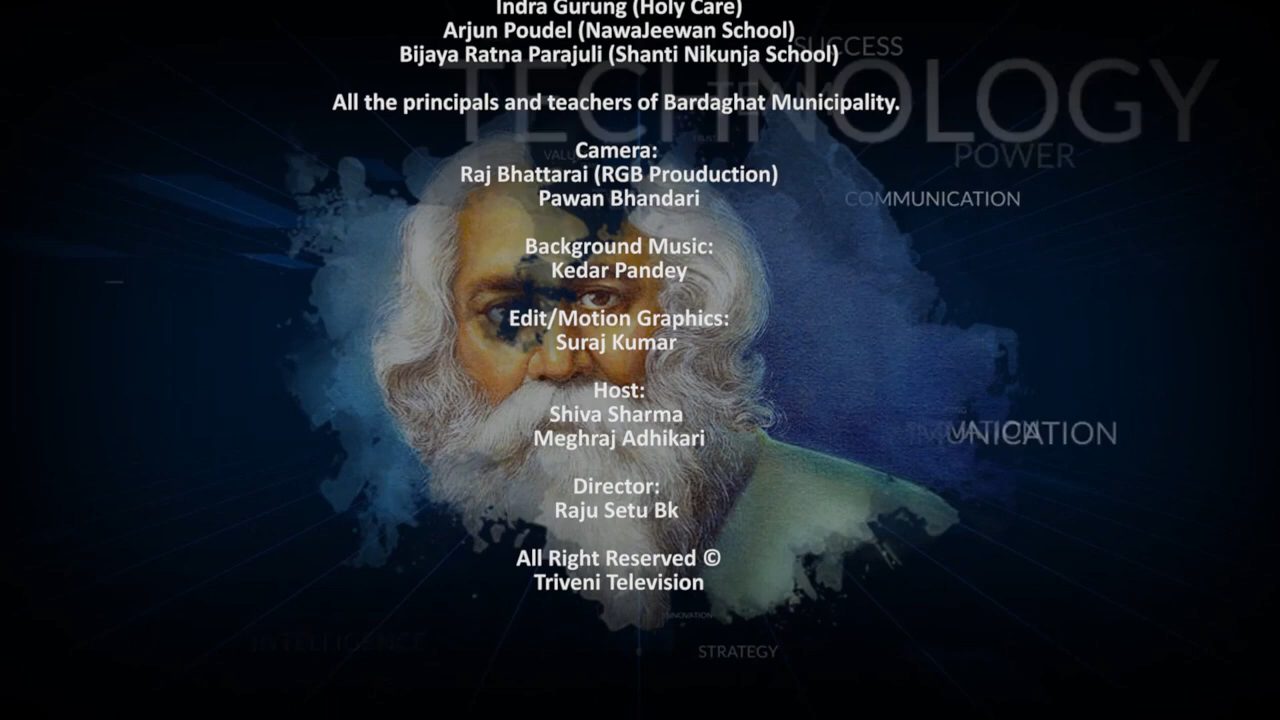 Indra Gurung (Holy Care)
Arjun Poudel (NawaJeewan School)
Bijaya Ratna Parajuli (Shanti Nikunja School)
All the principals and teachers of Bardaghat Municipality.
Camera:
Raj Bhattarai (RGB Prouduction)
Pawan Bhandari
Background Music:
Kedar Pandey
Edit/Motion Graphics:
Suraj Kumar
Host:
Shiva Sharma
Meghraj Adhikari
Director:
Raju Setu Bk
All Right Reserved ©
Triveni Television
SUCCESS
TECHNOLOGY
POWER
COMMUNICATION
INTELLIGENCE
INNOVATION
STRATEGY